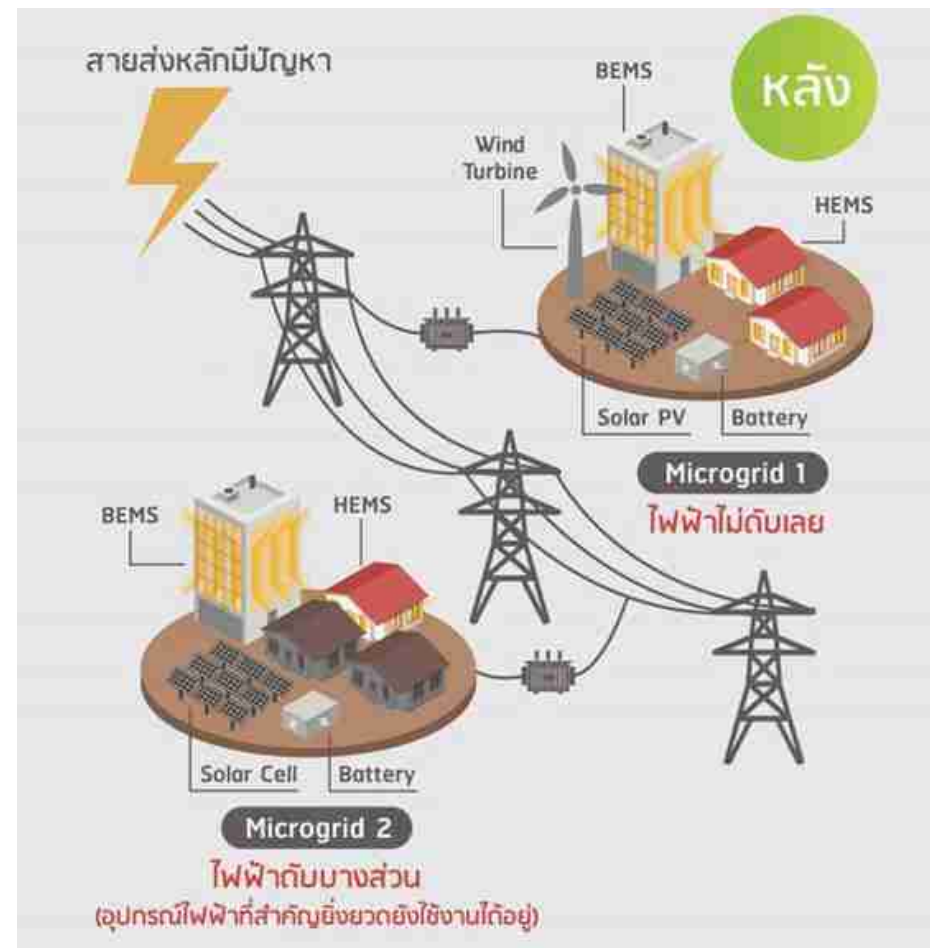 สายส่งหลักมีปัญหา
หลัง
BEMS
Wind
Turbine
HEMS
Solar PV
Battery
Microgrid 1
ไฟฟ้าไม่ดับเลย
BEMS
HEMS
Solar Cell
Battery
Microgrid 2
ไฟฟ้าดับบางส่วน
(อุปกรณ์ไฟฟ้าที่สำคัญยิ่งยวดยังใช้งานได้อยู่)